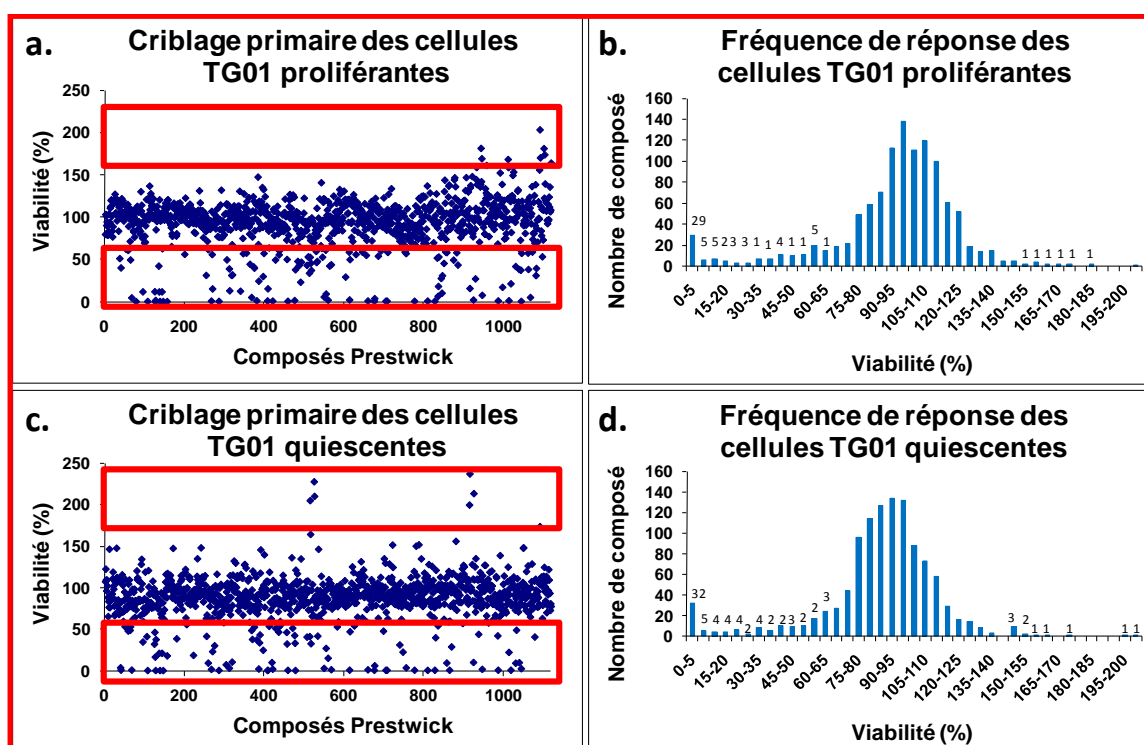 a.
Criblage primaire des cellules
TG01 proliférantes
Viabilité (%)
250
200
150
100
50
0
0 200 400 600 800 1000
Composés Prestwick
b.
Fréquence de réponse des
cellules TG01 proliférantes
Nombre de composé
160
140
120
100
80
60
40
20
0
29 5 5 2 3 3 1 1 4 1 1 5 1 1 1 1 1 1
0-5 15-20 30-35 45-50 60-65 75-80 90-95 105-110 120-125 135-140 150-155 165-170 180-185 195-200
Viabilité (%)
c.
Criblage primaire des cellules
TG01 quiescentes
Viabilité (%)
250
200
150
100
50
0
0 200 400 600 800 1000
Composés Prestwick
d.
Fréquence de réponse des
cellules TG01 quiescentes
Nombre de composé
160
140
120
100
80
60
40
20
0
32 5 4 4 4 2 4 2 2 3 2 2 3 3 2 1 1 1 1 1
0-5 15-20 30-35 45-50 60-65 75-80 90-95 105-110 120-125 135-140 150-155 165-170 180-185 195-200
Viabilité (%)